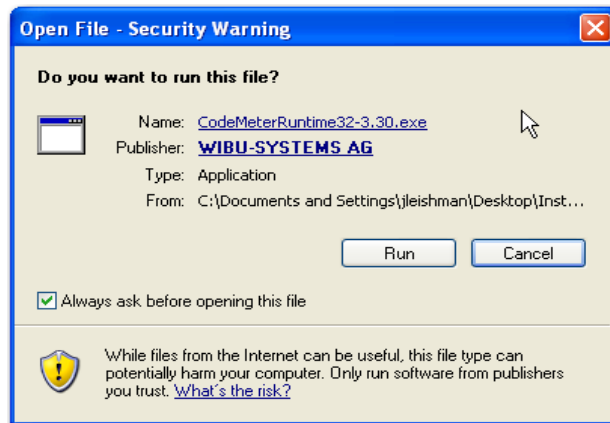 Open File - Security Warning
Do you want to run this file?
Name: CodeMeterRuntime32-3.30.exe
Publisher: WIBU-SYSTEMS AG
Type: Application
From: C:\Documents and Settings\jleishman\Desktop\Inst...
Run Cancel
Always ask before opening this file
While files from the Internet can be useful, this file type can
potentially harm your computer. Only run software from publishers
you trust. What's the risk?